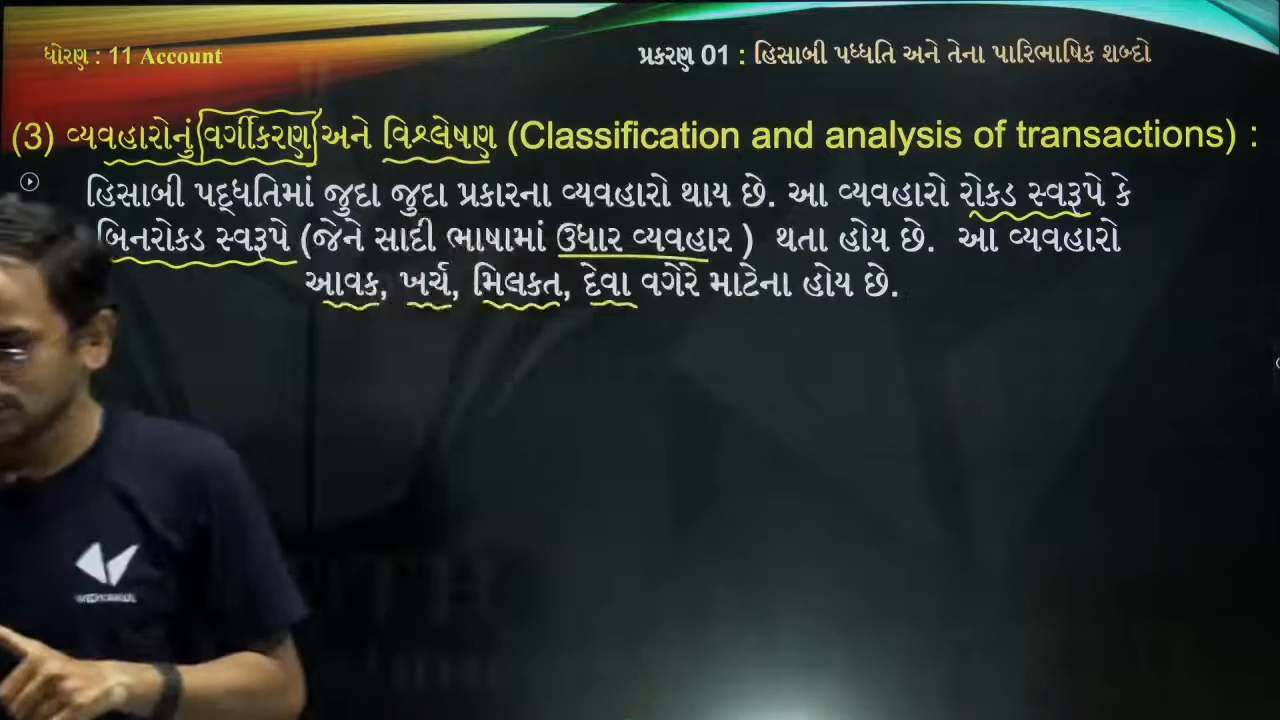 ધોરણ : 11 Account
પ્રકરણ 01 : હિસાબી પધ્ધતિ અને તેના પારિભાષિક શબ્દો
(3) વ્યવહારોનું વર્ગીકરણ અને વિશ્લેષણ (Classification and analysis of transactions) :
હિસાબી પદ્ધતિમાં જુદા જુદા પ્રકારના વ્યવહારો થાય છે. આ વ્યવહારો રોકડ સ્વરૂપે કે
બિનરોકડ સ્વરૂપે (જેને સાદી ભાષામાં ઉધાર વ્યવહાર ) થતા હોય છે. આ વ્યવહારો
આવક, ખર્ચ, મિલકત, દેવા વગેરે માટેના હોય છે.